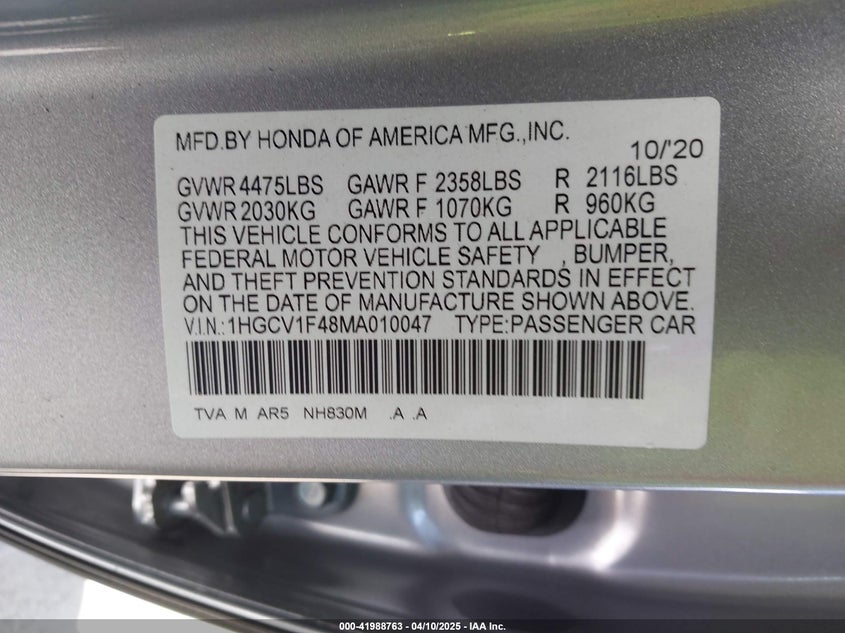 MFD.BY HONDA OF AMERICA MFG.,INC.
10/'20
GVWR 4475LBS GAWR F 2358LBS R 2116LBS
GVWR 2030KG GAWR F 1070KG R 960KG
THIS VEHICLE CONFORMS TO ALL APPLICABLE
FEDERAL MOTOR VEHICLE SAFETY , BUMPER,
AND THEFT PREVENTION STANDARDS IN EFFECT
ON THE DATE OF MANUFACTURE SHOWN ABOVE.
V.I.N.:1HGCV1F48MA010047 TYPE:PASSENGER CAR
TVA M AR5 NH830M .A .A
000-41988763 - 04/10/2025 - IAA Inc.